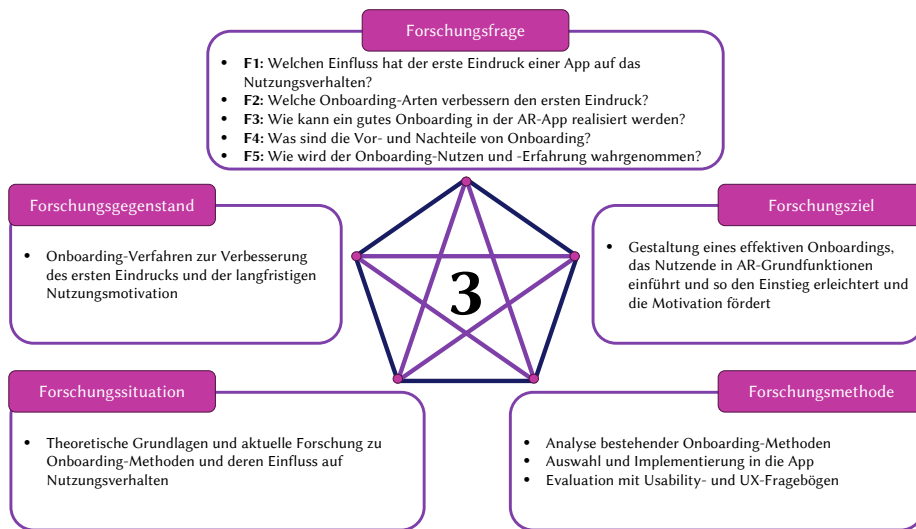 Forschungsfrage
• F1: Welchen Einfluss hat der erste Eindruck einer App auf das
Nutzungsverhalten?
• F2: Welche Onboarding-Arten verbessern den ersten Eindruck?
• F3: Wie kann ein gutes Onboarding in der AR-App realisiert werden?
• F4: Was sind die Vor- und Nachteile von Onboarding?
• F5: Wie wird der Onboarding-Nutzen und -Erfahrung wahrgenommen?
Forschungsgegenstand
• Onboarding-Verfahren zur Verbesserung
des ersten Eindrucks und der langfristigen
Nutzungsmotivation
Forschungsziel
• Gestaltung eines effektiven Onboardings,
das Nutzende in AR-Grundfunktionen
einführt und so den Einstieg erleichtert und
die Motivation fördert
3
Forschungssituation
• Theoretische Grundlagen und aktuelle Forschung zu
Onboarding-Methoden und deren Einfluss auf
Nutzungsverhalten
Forschungsmethode
• Analyse bestehender Onboarding-Methoden
• Auswahl und Implementierung in die App
• Evaluation mit Usability- und UX-Fragebögen